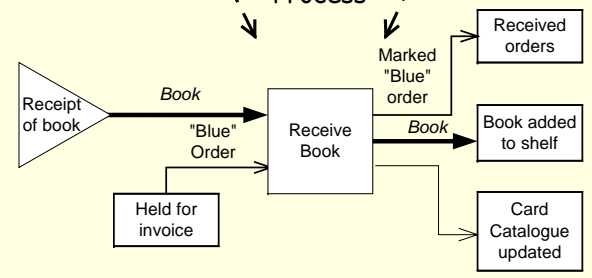 Process
Received
orders
Marked
"Blue"
order
Receipt
of book
Book
"Blue"
Order
Receive
Book
Book
Book added
to shelf
Held for
invoice
Card
Catalogue
updated